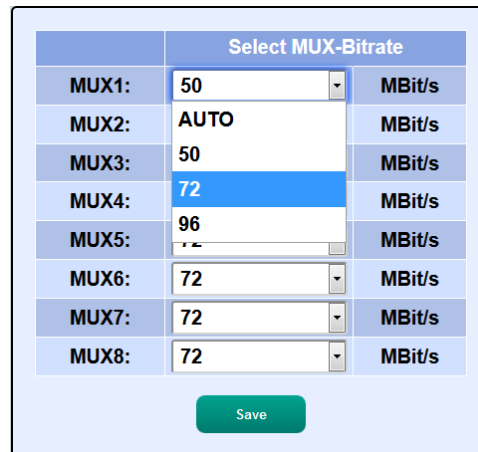 Select MUX-Bitrate
MUX1: 50 MBit/s
MUX2: AUTO MBit/s
MUX3: 50 MBit/s
MUX4: 72 MBit/s
96
MUX5: 72 MBit/s
MUX6: 72 MBit/s
MUX7: 72 MBit/s
MUX8: 72 MBit/s
Save